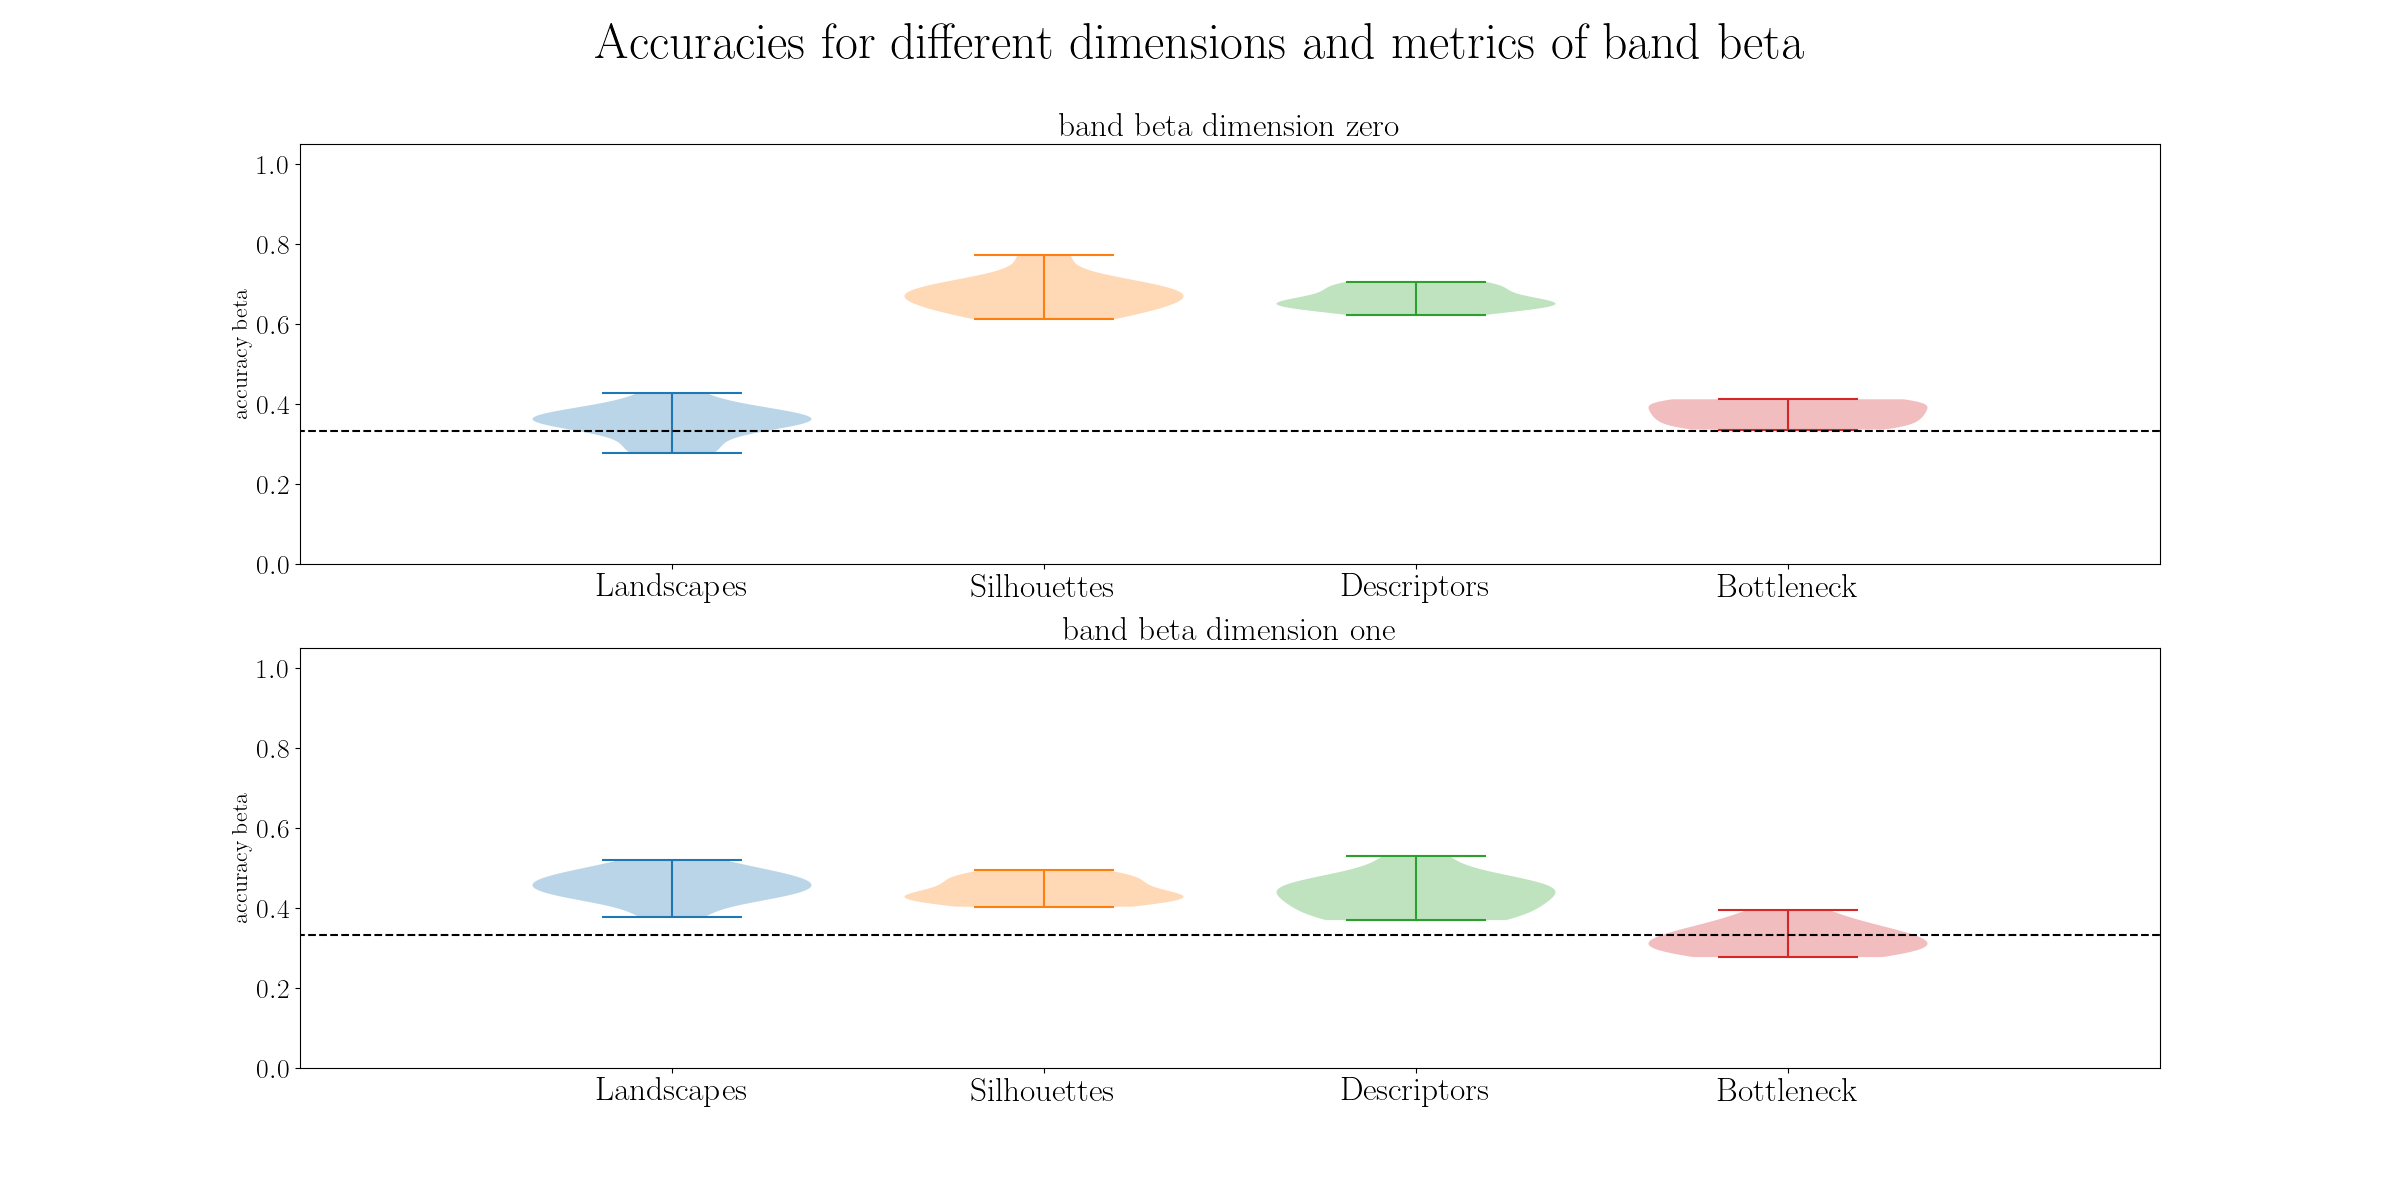 Accuracies for different dimensions and metrics of band beta
band beta dimension zero
accuracy beta
1.0
0.8
0.6
0.4
0.2
0.0
Landscapes Silhouettes Descriptors Bottleneck
band beta dimension one
accuracy beta
1.0
0.8
0.6
0.4
0.2
0.0
Landscapes Silhouettes Descriptors Bottleneck